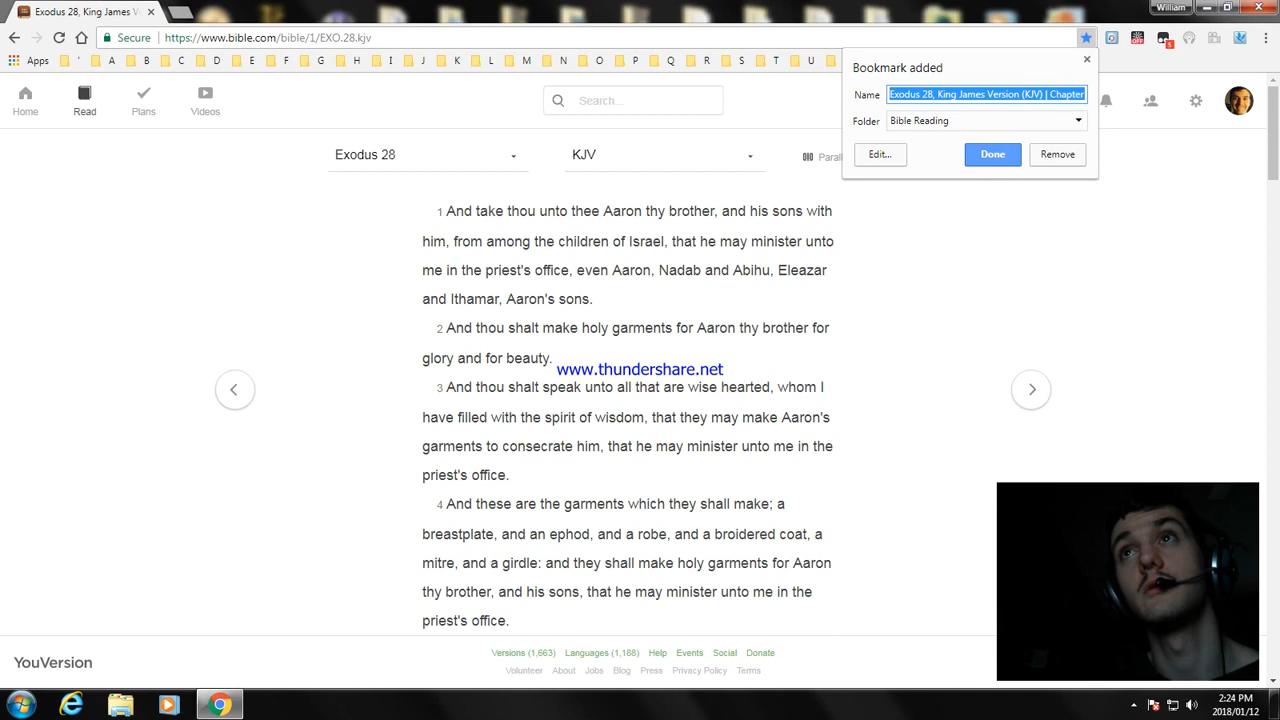 Exodus 28, King James Ve
William
Secure
https://www.bible.com/bible/1/EXO.28.kjv
Apps ' A B C D E F G H I J K L M N O P Q R S T U
Bookmark added
Name Exodus 28, King James Version (KJV) | Chapter
Folder Bible Reading
Edit... Done Remove
Home Read Plans Videos
Search...
Exodus 28 KJV Parall
1 And take thou unto thee Aaron thy brother, and his sons with
him, from among the children of Israel, that he may minister unto
me in the priest's office, even Aaron, Nadab and Abihu, Eleazar
and Ithamar, Aaron's sons.
2 And thou shalt make holy garments for Aaron thy brother for
glory and for beauty.
www.thundershare.net
3 And thou shalt speak unto all that are wise hearted, whom I
have filled with the spirit of wisdom, that they may make Aaron's
garments to consecrate him, that he may minister unto me in the
priest's office.
4 And these are the garments which they shall make; a
breastplate, and an ephod, and a robe, and a broidered coat, a
mitre, and a girdle: and they shall make holy garments for Aaron
thy brother, and his sons, that he may minister unto me in the
priest's office.
YouVersion
Versions (1,663) Languages (1,188) Help Events Social Donate
Volunteer About Jobs Blog Press Privacy Policy Terms
2:24 PM
2018/01/12